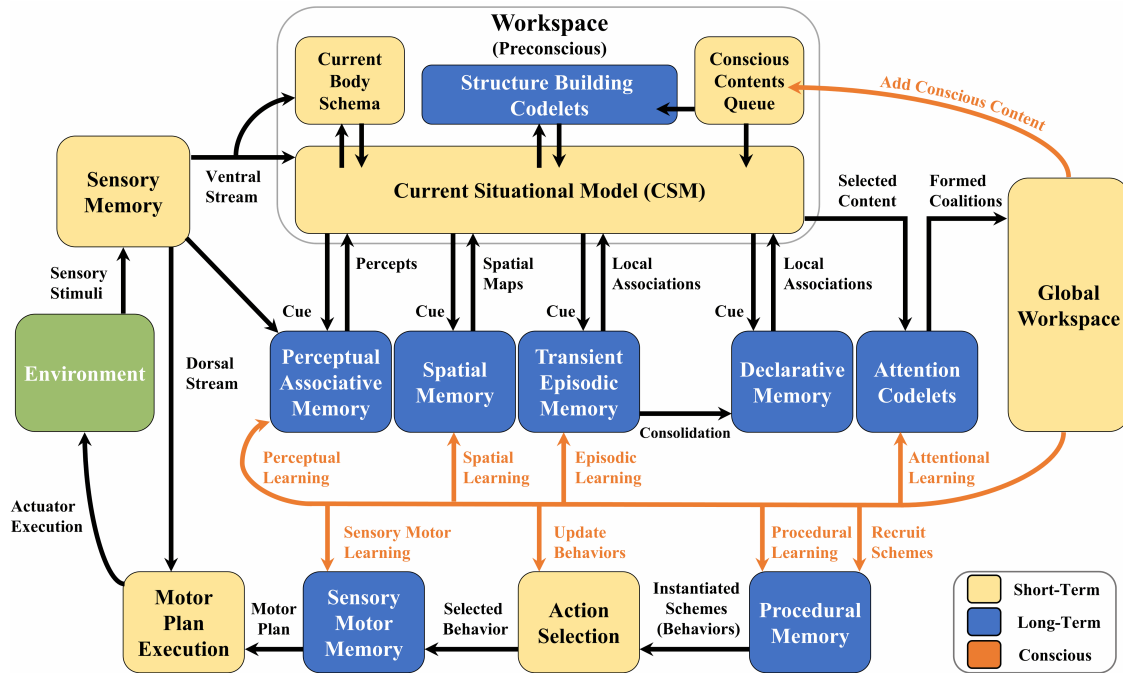 Workspace
(Preconscious)
Current
Body
Schema
Structure Building
Codelets
Conscious
Contents
Queue
Add Conscious Content
Sensory
Memory
Ventral
Stream
Current Situational Model (CSM)
Selected
Content
Formed
Coalitions
Sensory
Stimuli
Cue
Percepts
Cue
Spatial
Maps
Cue
Local
Associations
Cue
Local
Associations
Global
Workspace
Environment
Dorsal
Stream
Perceptual
Associative
Memory
Spatial
Memory
Transient
Episodic
Memory
Consolidation
Declarative
Memory
Attention
Codelets
Perceptual
Learning
Spatial
Learning
Episodic
Learning
Attentional
Learning
Actuator
Execution
Sensory Motor
Learning
Update
Behaviors
Procedural
Learning
Recruit
Schemes
Motor
Plan
Execution
Motor
Plan
Sensory
Motor
Memory
Selected
Behavior
Action
Selection
Instantiated
Schemes
(Behaviors)
Procedural
Memory
Short-Term
Long-Term
Conscious